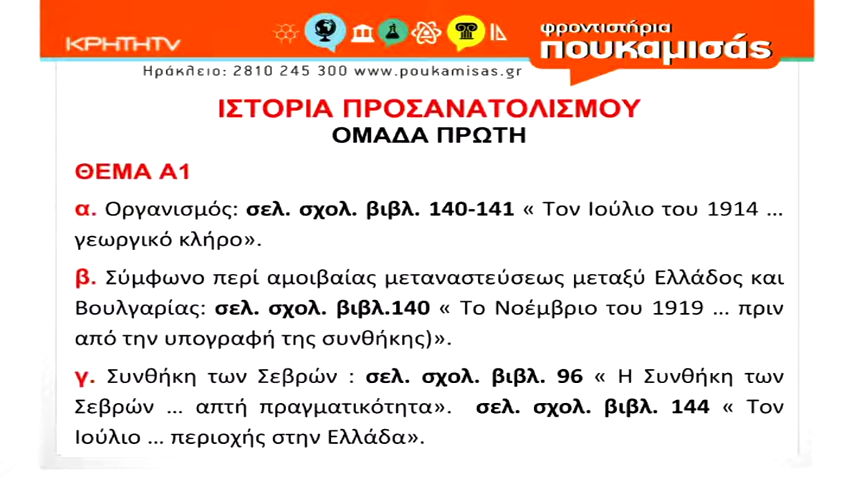 ΚΡΗΤΗTV
φροντιστήρια
πουκαμισάς
Ηράκλειο: 2810 245 300 www.poukamisas.gr
ΙΣΤΟΡΙΑ ΠΡΟΣΑΝΑΤΟΛΙΣΜΟΥ
ΟΜΑΔΑ ΠΡΩΤΗ
ΘΕΜΑ Α1
α. Οργανισμός: σελ. σχολ. βιβλ. 140-141 « Τον Ιούλιο του 1914 ...
γεωργικό κλήρο».
β. Σύμφωνο περί αμοιβαίας μεταναστεύσεως μεταξύ Ελλάδος και
Βουλγαρίας: σελ. σχολ. βιβλ.140 « Το Νοέμβριο του 1919 ... πριν
από την υπογραφή της συνθήκης)».
γ. Συνθήκη των Σεβρών : σελ. σχολ. βιβλ. 96 « Η Συνθήκη των
Σεβρών ... απτή πραγματικότητα». σελ. σχολ. βιβλ. 144 « Τον
Ιούλιο ... περιοχής στην Ελλάδα».